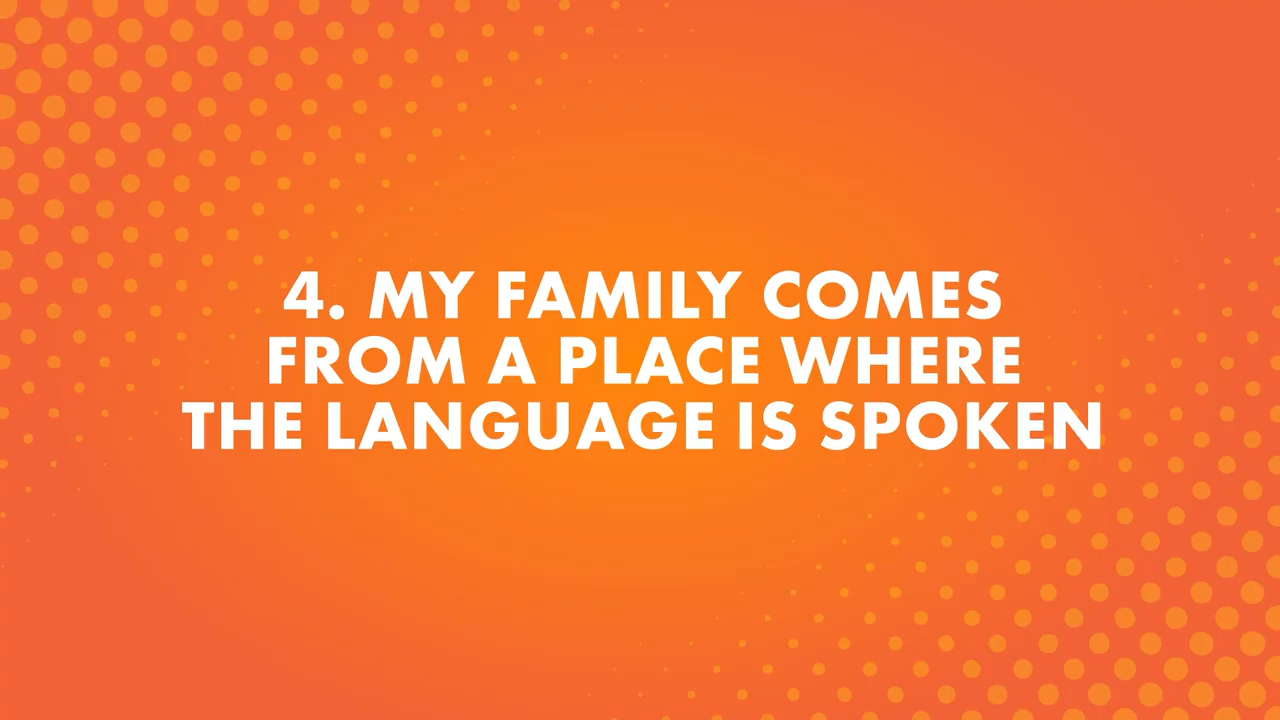 4. MY FAMILY COMES
FROM A PLACE WHERE
THE LANGUAGE IS SPOKEN